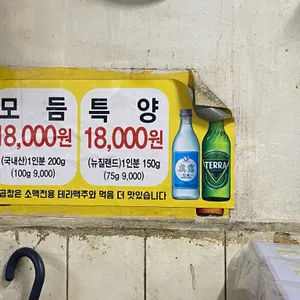 모듬 특양
18,000원 18,000원
(국내산)1인분 200g (뉴질랜드)1인분 150g
(100g 9,000) (75g 9,000)
곱창은 소맥전용 테라맥주와 먹음 더 맛있습니다
TERRA